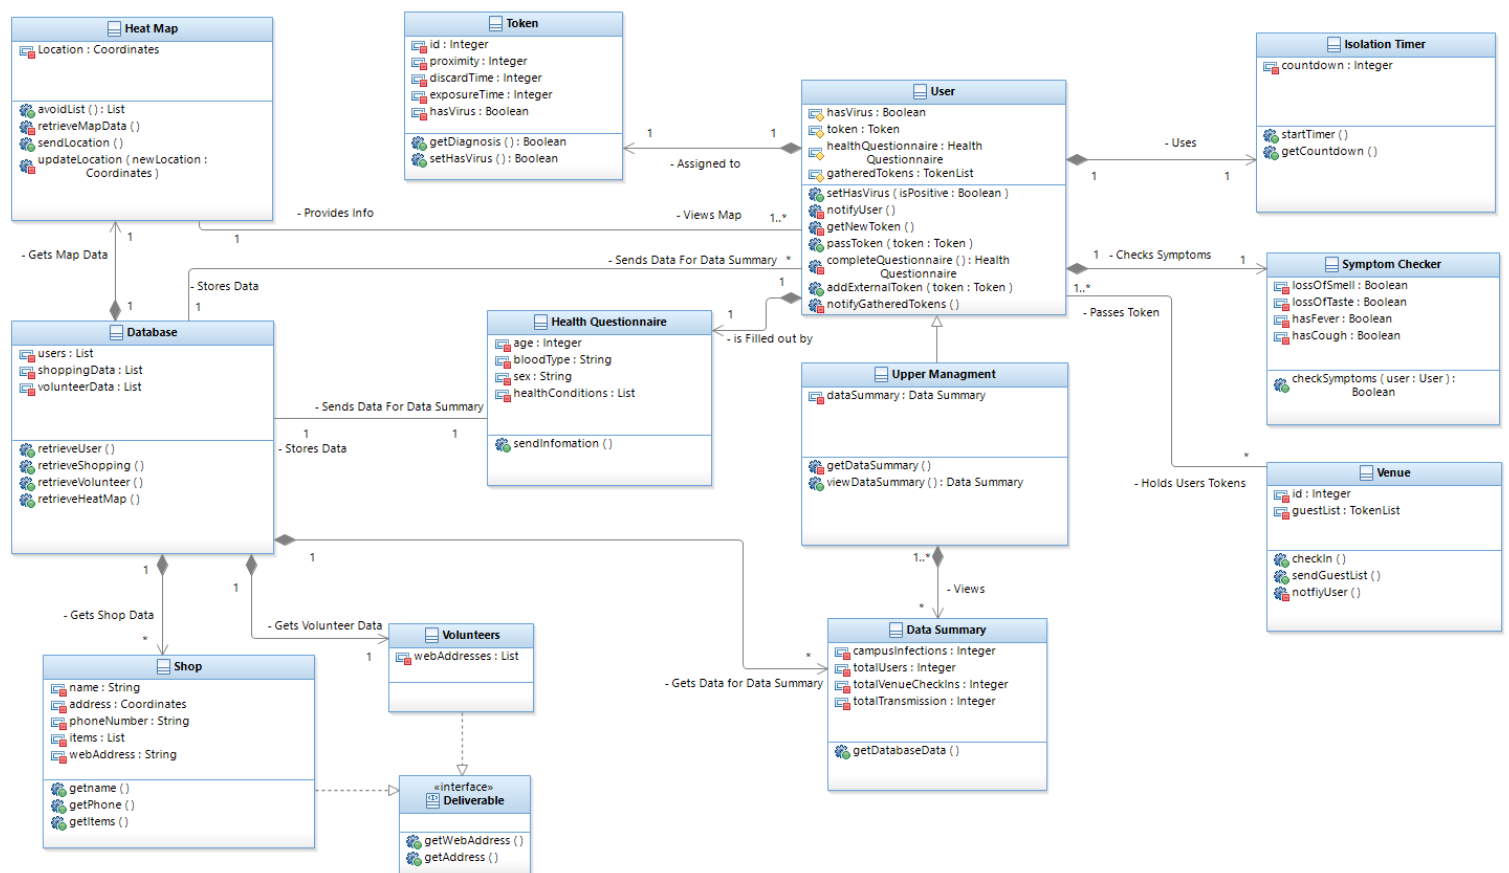 Heat Map
Location : Coordinates
avoidList ( ) : List
retrieveMapData ( )
sendLocation ( )
updateLocation ( newLocation :
Coordinates )
Token
id : Integer
proximity : Integer
discardTime : Integer
exposureTime : Integer
hasVirus : Boolean
getDiagnosis ( ) : Boolean
setHasVirus ( ) : Boolean
1
1
- Assigned to
User
hasVirus : Boolean
token : Token
healthQuestionnaire : Health
Questionnaire
gatheredTokens : TokenList
setHasVirus ( isPositive : Boolean )
notifyUser ( )
getNewToken ( )
passToken ( token : Token )
completeQuestionnaire ( ) : Health
Questionnaire
addExternalToken ( token : Token )
notifyGatheredTokens ( )
- Uses
1
1
Isolation Timer
countdown : Integer
startTimer ( )
getCountdown ( )
- Provides Info
1
- Views Map
1..*
- Gets Map Data
1
1
- Sends Data For Data Summary
*
- Stores Data
1
1
- Checks Symptoms
1
Symptom Checker
lossOfSmell : Boolean
lossOfTaste : Boolean
hasFever : Boolean
hasCough : Boolean
checkSymptoms ( user : User ) :
Boolean
1
1
- is Filled out by
1..*
- Passes Token
*
- Holds Users Tokens
Database
users : List
shoppingData : List
volunteerData : List
retrieveUser ( )
retrieveShopping ( )
retrieveVolunteer ( )
retrieveHeatMap ( )
Health Questionnaire
age : Integer
bloodType : String
sex : String
healthConditions : List
sendInfomation ( )
- Sends Data For Data Summary
1
1
- Stores Data
Upper Managment
dataSummary : Data Summary
getDataSummary ( )
viewDataSummary ( ) : Data Summary
Venue
id : Integer
guestList : TokenList
checkIn ( )
sendGuestList ( )
notfiyUser ( )
1..*
- Views
*
1
- Gets Shop Data
*
1
- Gets Volunteer Data
1
1
*
- Gets Data for Data Summary
Volunteers
webAddresses : List
Data Summary
campusInfections : Integer
totalUsers : Integer
totalVenueCheckIns : Integer
totalTransmission : Integer
getDatabaseData ( )
Shop
name : String
address : Coordinates
phoneNumber : String
items : List
webAddress : String
getname ( )
getPhone ( )
getItems ( )
«interface»
Deliverable
getWebAddress ( )
getAddress ( )